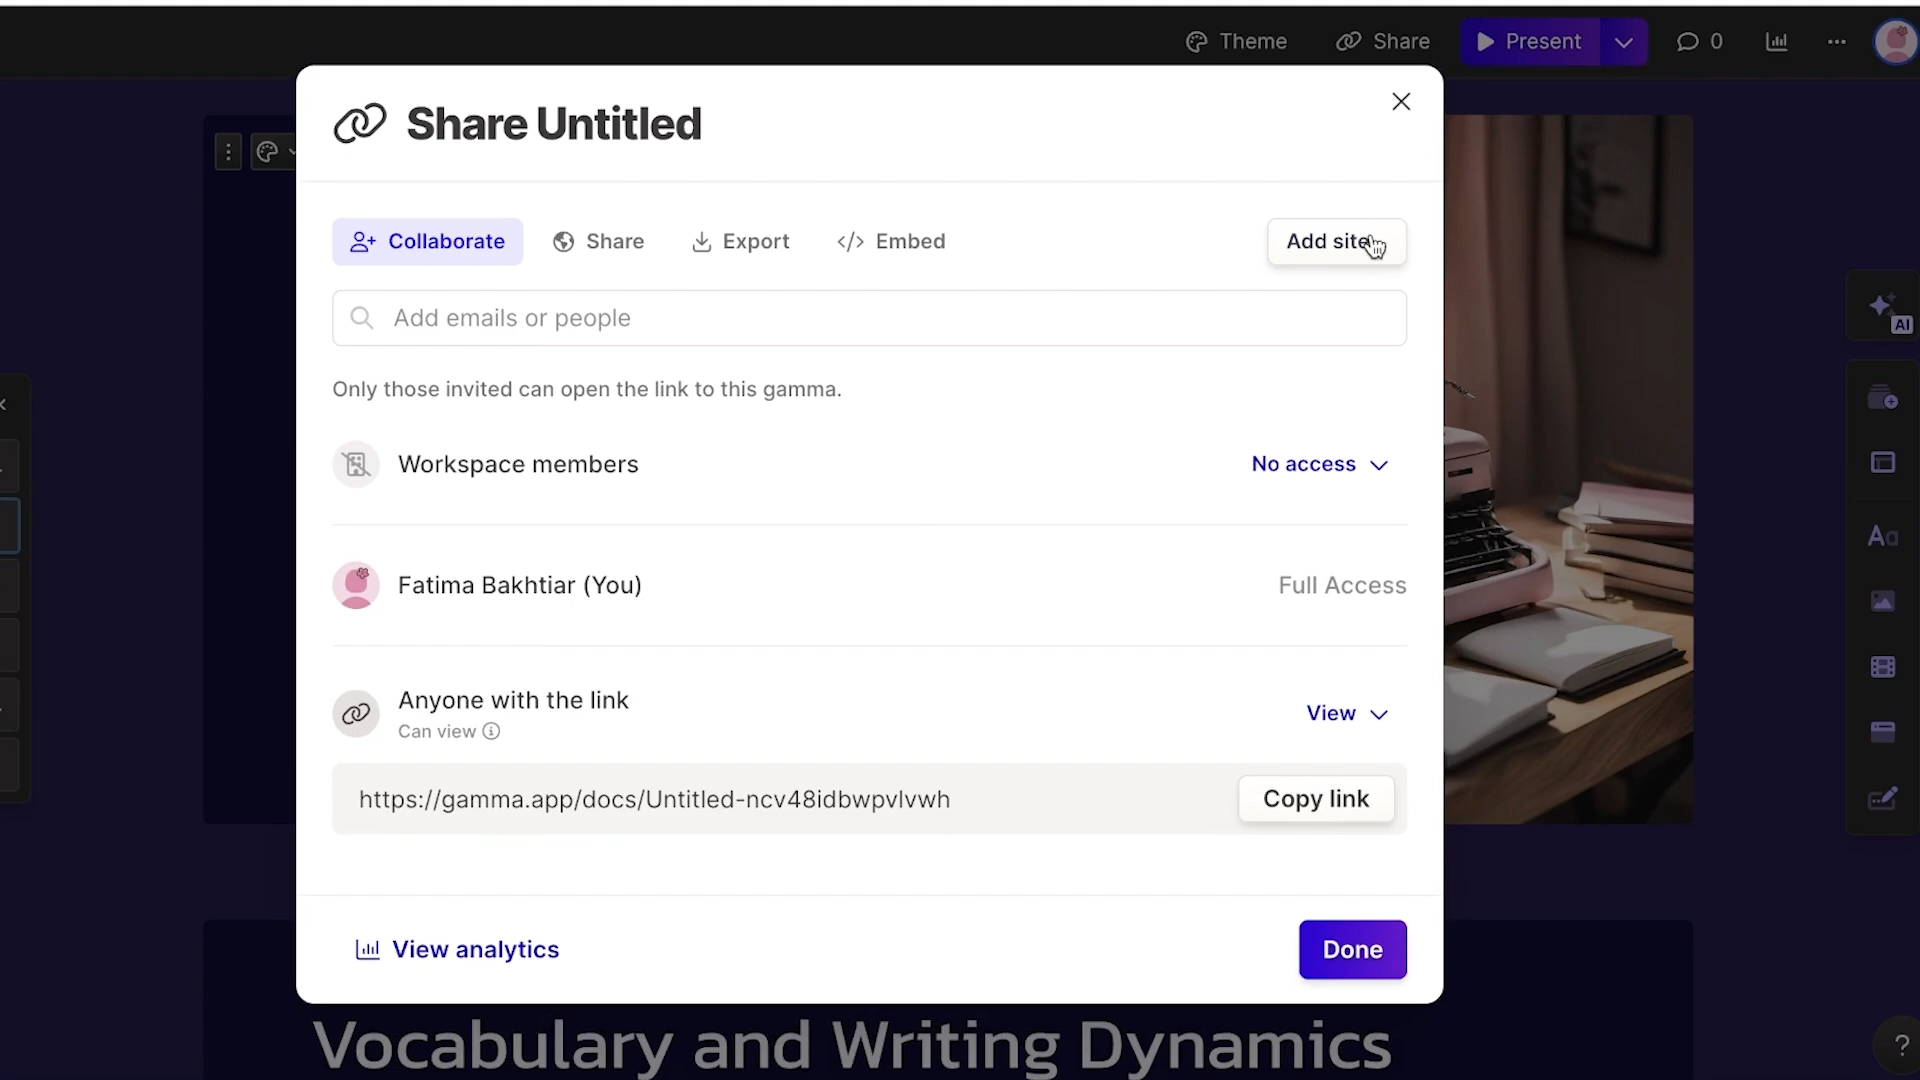 Theme
Share
Present
0
Share Untitled
Collaborate
Share
Export
</> Embed
Add site
Add emails or people
Only those invited can open the link to this gamma.
Workspace members
No access
Fatima Bakhtiar (You)
Full Access
Anyone with the link
Can view
View
https://gamma.app/docs/Untitled-ncv48idbwpvlvwh
Copy link
View analytics
Done
AI
Aa
Vocabulary and Writing Dynamics
?